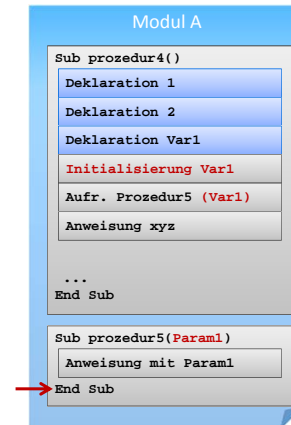 Modul A
Sub prozedur4()
Deklaration 1
Deklaration 2
Deklaration Var1
Initialisierung Var1
Aufr. Prozedur5 (Var1)
Anweisung xyz
...
End Sub
Sub prozedur5(Param1)
Anweisung mit Param1
End Sub